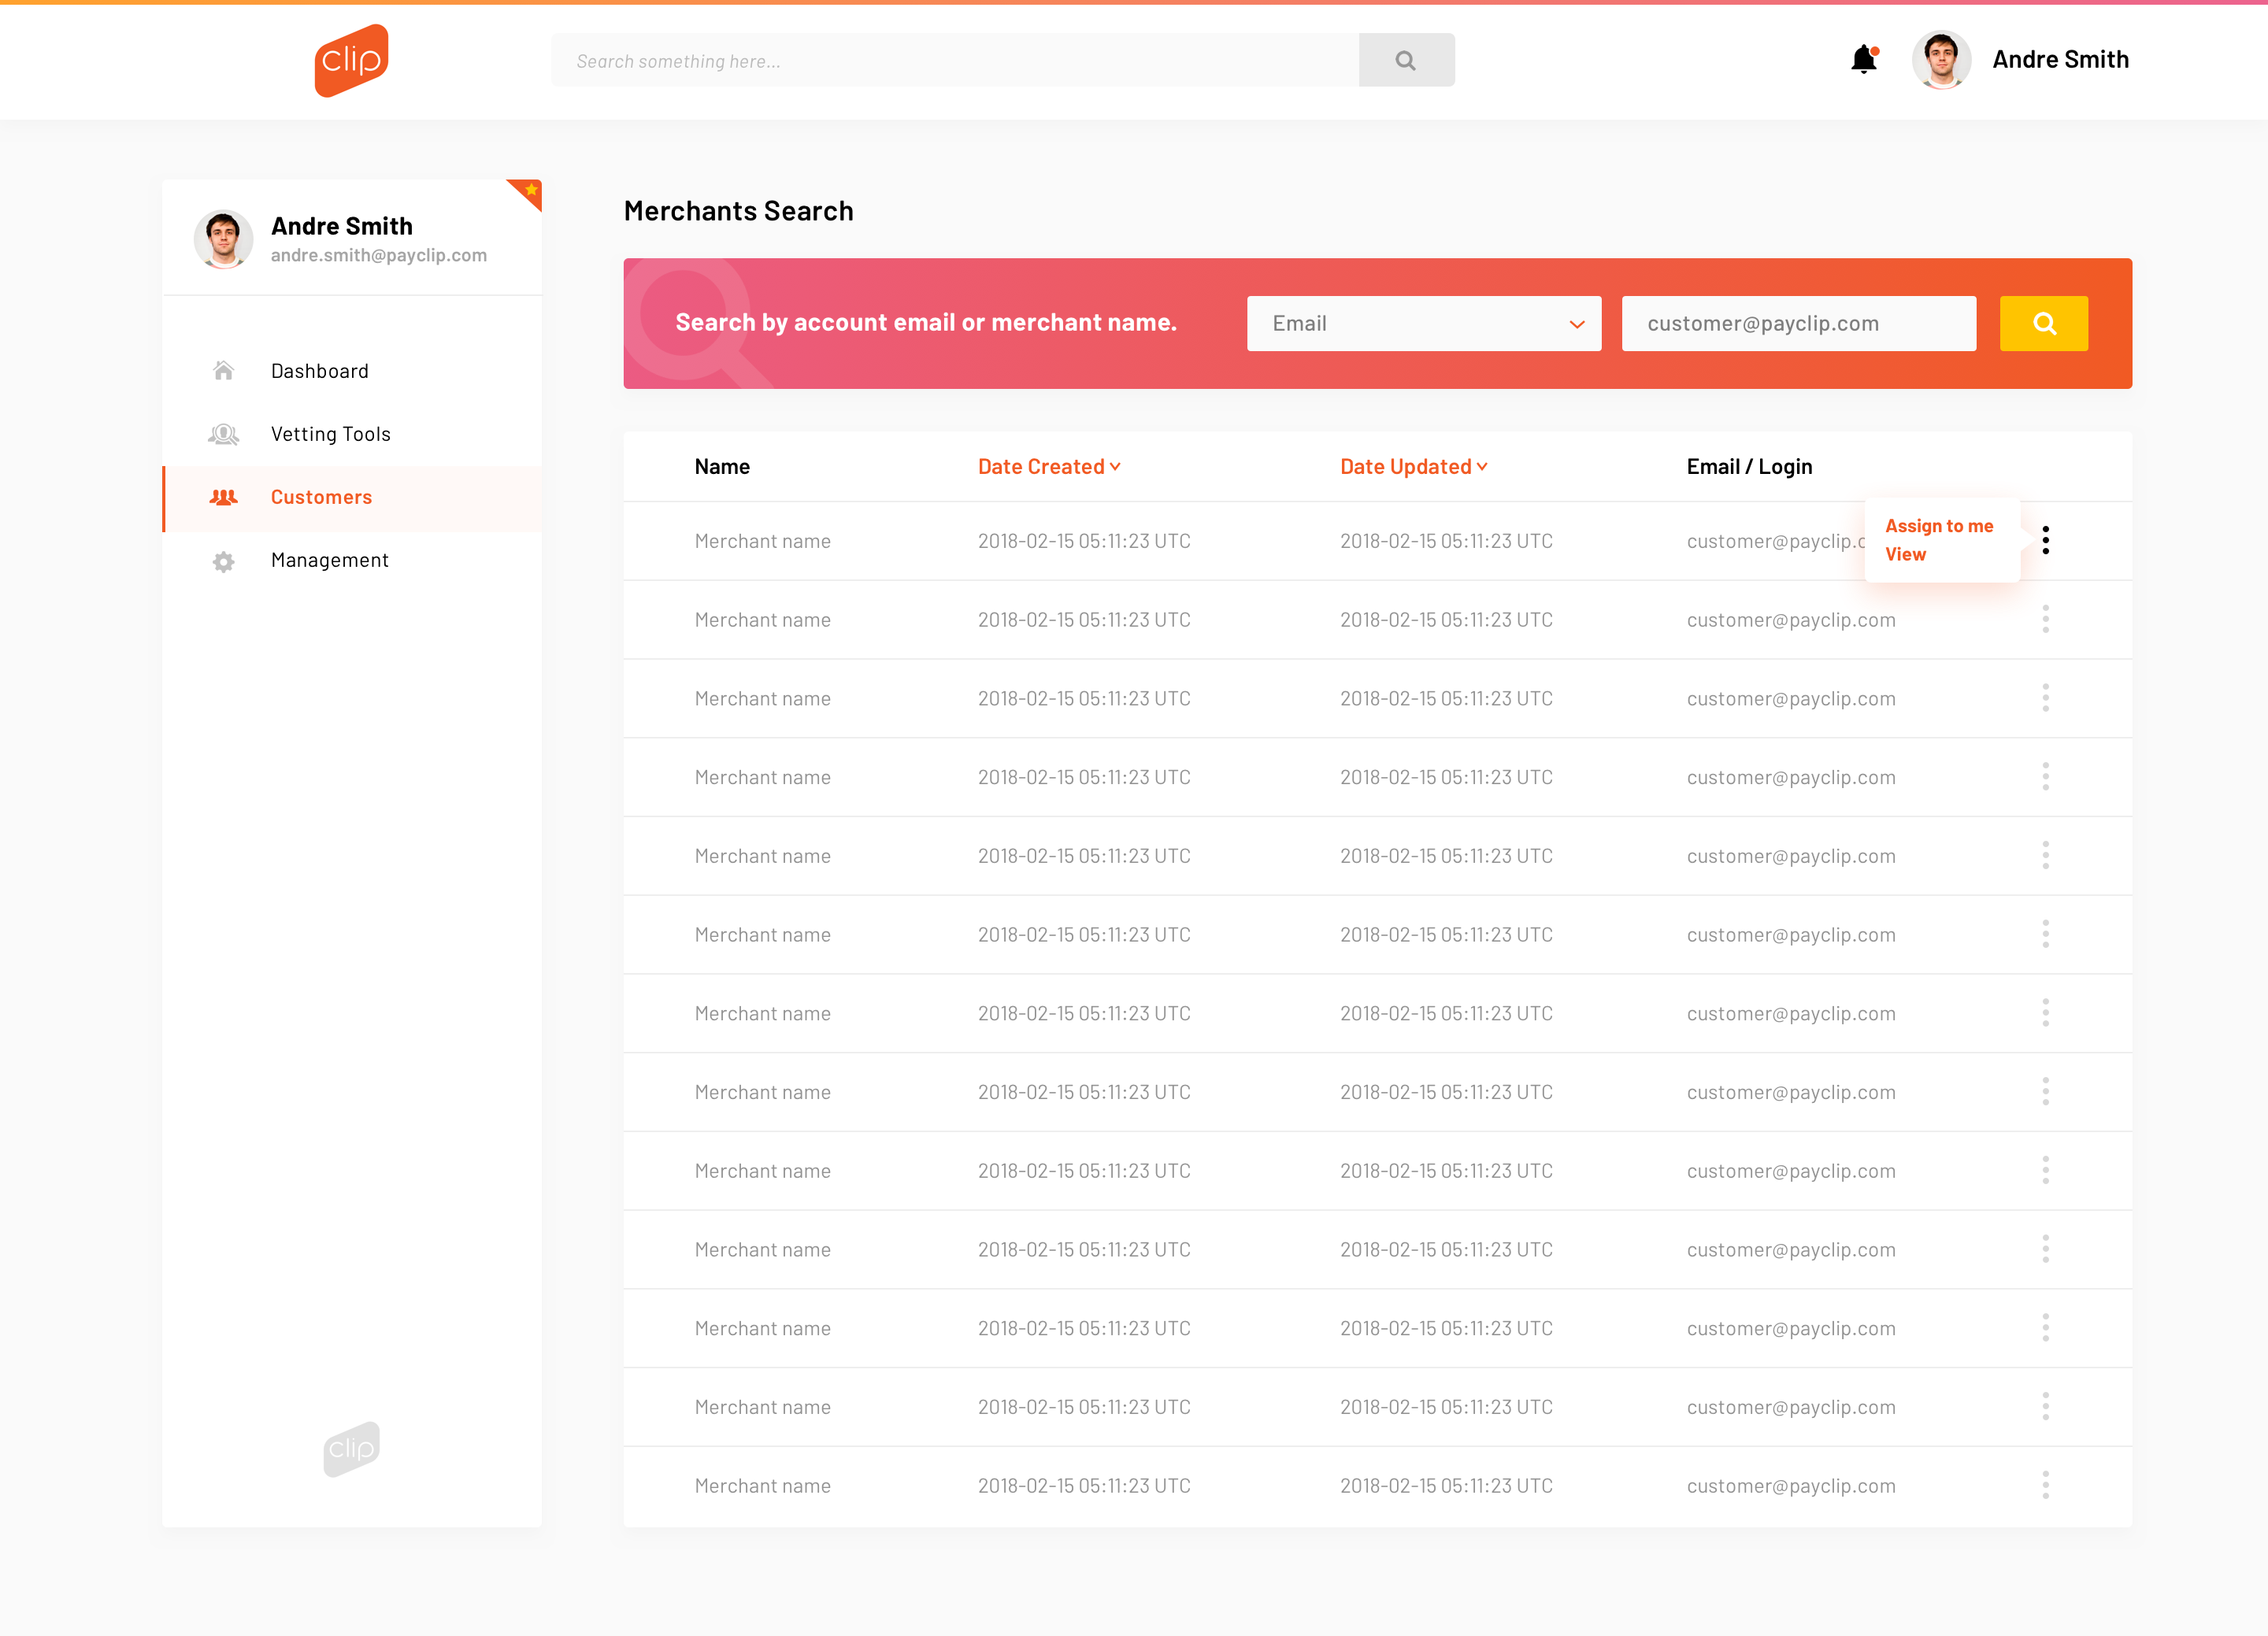 clip
Search something here...
Andre Smith
Andre Smith
andre.smith@payclip.com
Dashboard
Vetting Tools
Customers
Management
clip
Merchants Search
Search by account email or merchant name.
Email
customer@payclip.com
Name Date Created Date Updated Email / Login
Merchant name 2018-02-15 05:11:23 UTC 2018-02-15 05:11:23 UTC customer@payclip.c
Assign to me
View
Merchant name 2018-02-15 05:11:23 UTC 2018-02-15 05:11:23 UTC customer@payclip.com
Merchant name 2018-02-15 05:11:23 UTC 2018-02-15 05:11:23 UTC customer@payclip.com
Merchant name 2018-02-15 05:11:23 UTC 2018-02-15 05:11:23 UTC customer@payclip.com
Merchant name 2018-02-15 05:11:23 UTC 2018-02-15 05:11:23 UTC customer@payclip.com
Merchant name 2018-02-15 05:11:23 UTC 2018-02-15 05:11:23 UTC customer@payclip.com
Merchant name 2018-02-15 05:11:23 UTC 2018-02-15 05:11:23 UTC customer@payclip.com
Merchant name 2018-02-15 05:11:23 UTC 2018-02-15 05:11:23 UTC customer@payclip.com
Merchant name 2018-02-15 05:11:23 UTC 2018-02-15 05:11:23 UTC customer@payclip.com
Merchant name 2018-02-15 05:11:23 UTC 2018-02-15 05:11:23 UTC customer@payclip.com
Merchant name 2018-02-15 05:11:23 UTC 2018-02-15 05:11:23 UTC customer@payclip.com
Merchant name 2018-02-15 05:11:23 UTC 2018-02-15 05:11:23 UTC customer@payclip.com
Merchant name 2018-02-15 05:11:23 UTC 2018-02-15 05:11:23 UTC customer@payclip.com